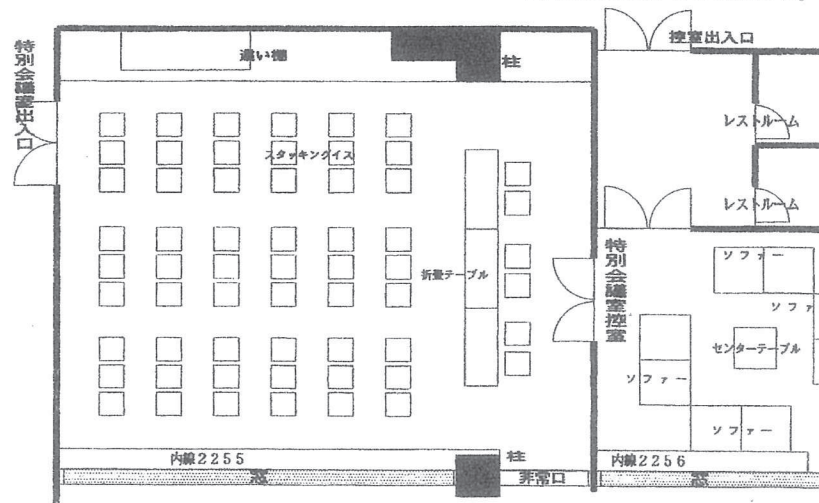 特別会議室出入口
違い棚
柱
控室出入口
スタッキングイス
レストルーム
レストルーム
折畳テーブル
特別会議室控室
ソファー
ソファ
センターテーブル
ソファー
ソファー
内線2255
柱
内線2256
窓
非常口
窓